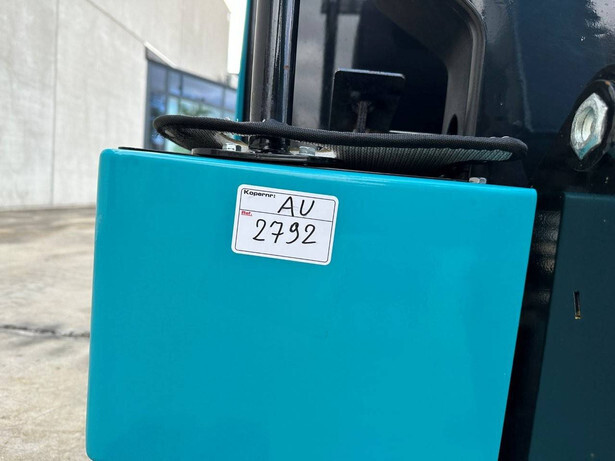 Kopernr: AU
Ref. 2792